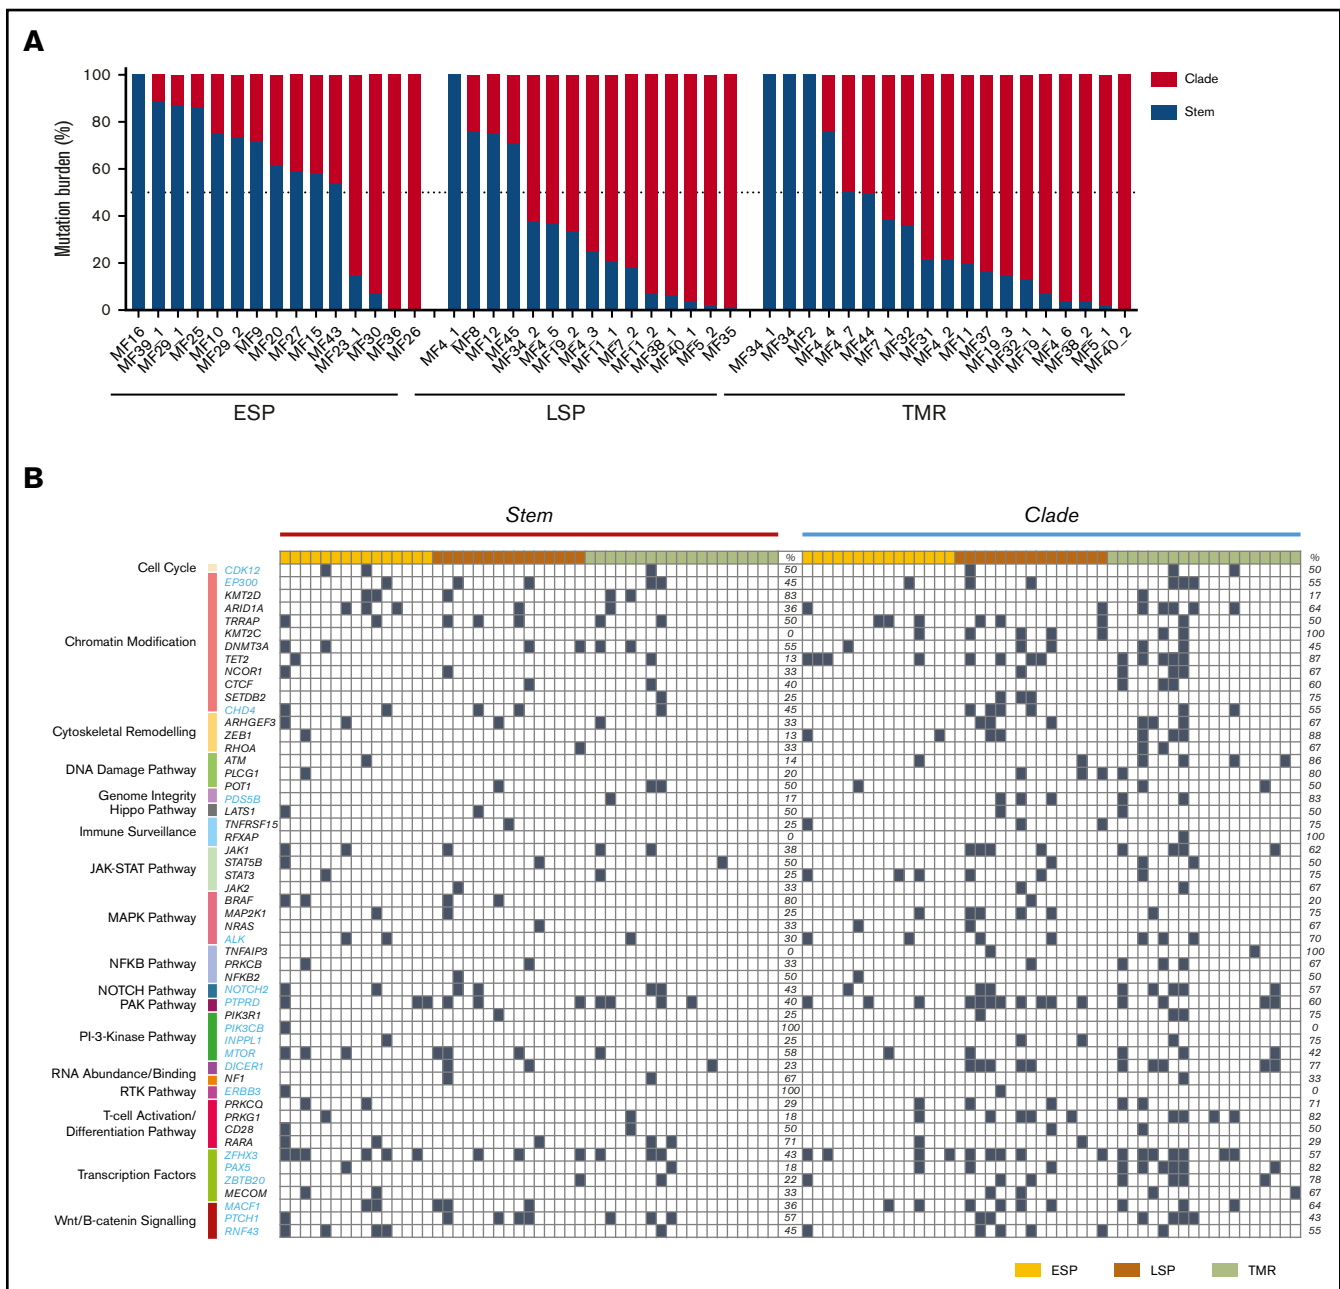 A
Mutation burden (%)
100
80
60
40
20
0
Clade
Stem
MF16
MF39_1
MF29_1
MF25
MF10
MF29_2
MF9
MF20
MF27
MF15
MF43
MF23_1
MF30
MF36
MF26
MF4_1
MF8
MF12
MF45
MF34_2
MF4_5
MF19_2
MF4_3
MF11_1
MF7_2
MF11_2
MF38_1
MF40_1
MF5_2
MF35
MF34_1
MF34
MF2
MF4_4
MF4_7
MF44
MF7_1
MF32
MF31
MF4_2
MF11
MF37
MF19_3
MF32_1
MF19_1
MF4_6
MF38_2
MF5_1
MF40_2
ESP
LSP
TMR
B
Stem
Clade
% %
Cell Cycle
CDK12 50 50
Chromatin Modification
EP300 45 55
KMT2D 83 17
ARID1A 36 64
TRRAP 50 50
KMT2C 0 100
DNMT3A 55 45
TET2 13 87
NCOR1 33 67
CTCF 40 60
SETDB2 25 75
CHD4 45 55
Cytoskeletal Remodelling
ARHGEF3 33 67
ZEB1 13 88
RHOA 33 67
DNA Damage Pathway
ATM 14 86
PLCG1 20 80
POT1 50 50
Genome Integrity
PDS5B 17 83
Hippo Pathway
LATS1 50 50
Immune Surveillance
TNFRSF15 25 75
RFXAP 0 100
JAK-STAT Pathway
JAK1 38 62
STAT5B 50 50
STAT3 25 75
JAK2 33 67
MAPK Pathway
BRAF 80 20
MAP2K1 25 75
NRAS 33 67
ALK 30 70
NFKB Pathway
TNFAIP3 0 100
PRKCB 33 67
NFKB2 50 50
NOTCH Pathway
NOTCH2 43 57
PAK Pathway
PTPRD 40 60
PI-3-Kinase Pathway
PIK3R1 25 75
PIK3CB 100 0
INPPL1 25 75
MTOR 58 42
RNA Abundance/Binding
DICER1 23 77
NF1 67 33
RTK Pathway
ERBB3 100 0
T-cell Activation/
Differentiation Pathway
PRKCQ 29 71
PRKG1 18 82
CD28 50 50
RARA 71 29
Transcription Factors
ZFHX3 43 57
PAX5 18 82
ZBTB20 22 78
MECOM 33 67
Wnt/B-catenin Signalling
MACF1 36 64
PTCH1 57 43
RNF43 45 55
ESP
LSP
TMR